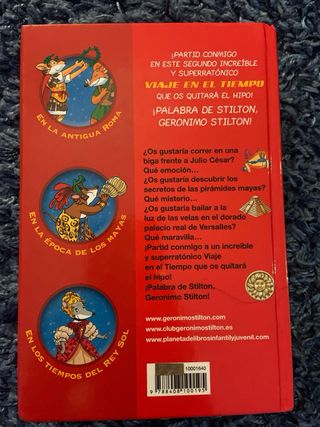 ¡PARTID CONMIGO
EN ESTE SEGUNDO INCREÍBLE
Y SUPERRATÓNICO
VIAJE EN EL TIEMPO
QUE OS QUITARÁ EL HIPO!
¡PALABRA DE STILTON,
GERONIMO STILTON!
EN LA ANTIGUA ROMA
¿Os gustaría correr en una
biga frente a Julio César?
Qué emoción...
¿Os gustaría descubrir los
secretos de las pirámides mayas?
Qué misterio...
¿Os gustaría bailar a la
luz de las velas en el dorado
palacio real de Versalles?
Qué maravilla...
¡Partid conmigo a un increíble
y superratónico Viaje
en el Tiempo que os quitará
el hipo!
¡Palabra de Stilton,
Geronimo Stilton!
EN LA ÉPOCA DE LOS MAYAS
EN LOS TIEMPOS DEL REY SOL
www.geronimostilton.com
www.clubgeronimostilton.es
www.planetadelibrosinfantilyjuvenil.com
10001640
9 788408 100195